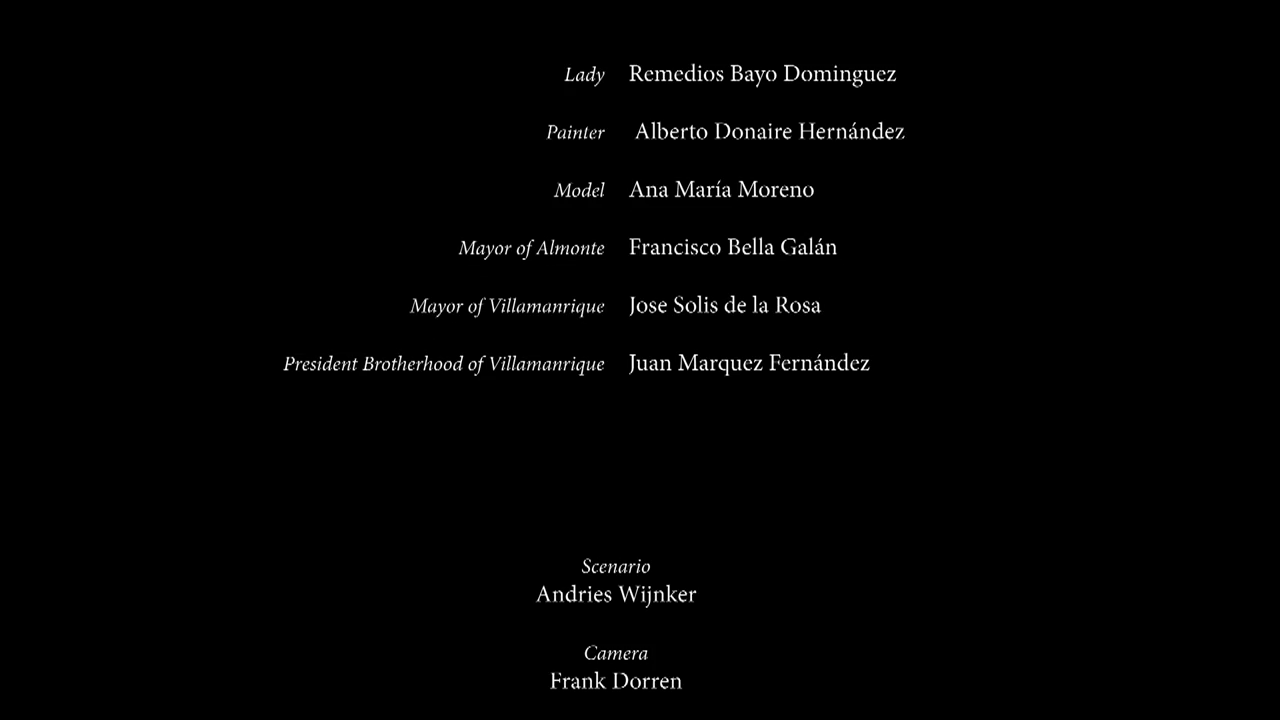 Lady Remedios Bayo Dominguez
Painter Alberto Donaire Hernández
Model Ana María Moreno
Mayor of Almonte Francisco Bella Galán
Mayor of Villamanrique Jose Solis de la Rosa
President Brotherhood of Villamanrique Juan Marquez Fernández
Scenario
Andries Wijnker
Camera
Frank Dorren